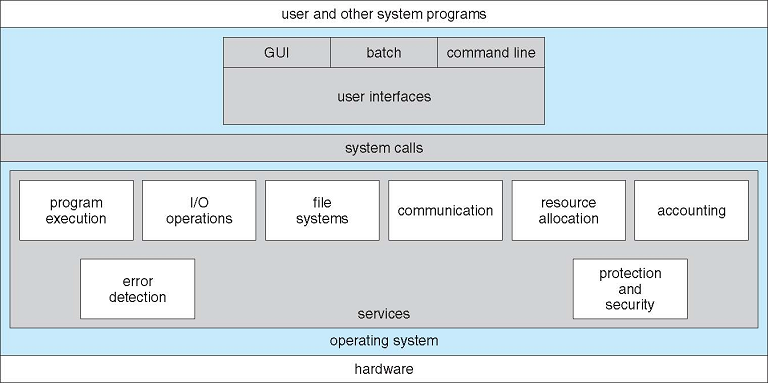 user and other system programs
GUI
batch
command line
user interfaces
system calls
program
execution
I/O
operations
file
systems
communication
resource
allocation
accounting
error
detection
protection
and
security
services
operating system
hardware